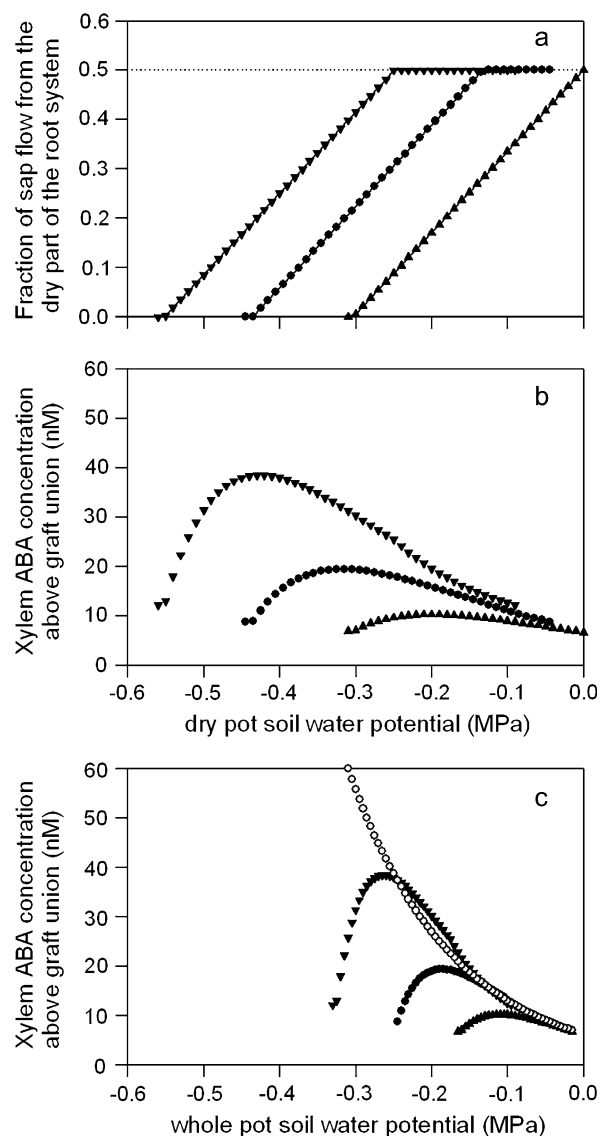 a
Fraction of sap flow from the
dry part of the root system
0.6
0.5
0.4
0.3
0.2
0.1
0.0
b
Xylem ABA concentration
above graft union (nM)
60
50
40
30
20
10
0
-0.6 -0.5 -0.4 -0.3 -0.2 -0.1 0.0
dry pot soil water potential (MPa)
c
Xylem ABA concentration
above graft union (nM)
60
50
40
30
20
10
0
-0.6 -0.5 -0.4 -0.3 -0.2 -0.1 0.0
whole pot soil water potential (MPa)